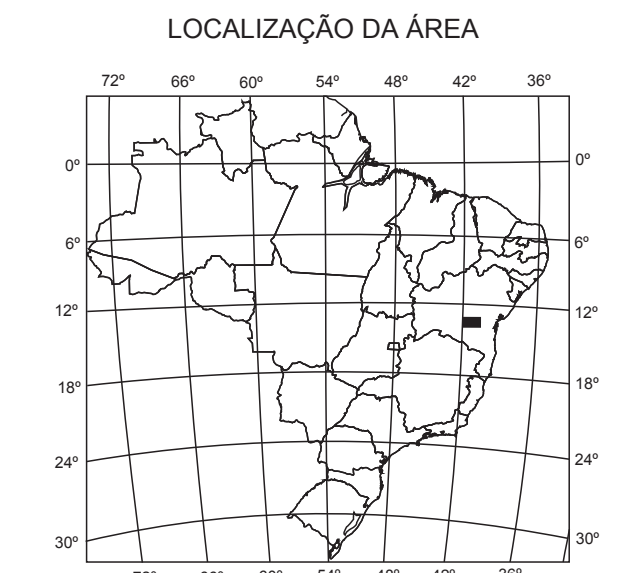 LOCALIZAÇÃO DA ÁREA
72º 66º 60º 54º 48º 42º 36º
0º 0º
6º 6º
12º 12º
18º 18º
24º 24º
30º 30º